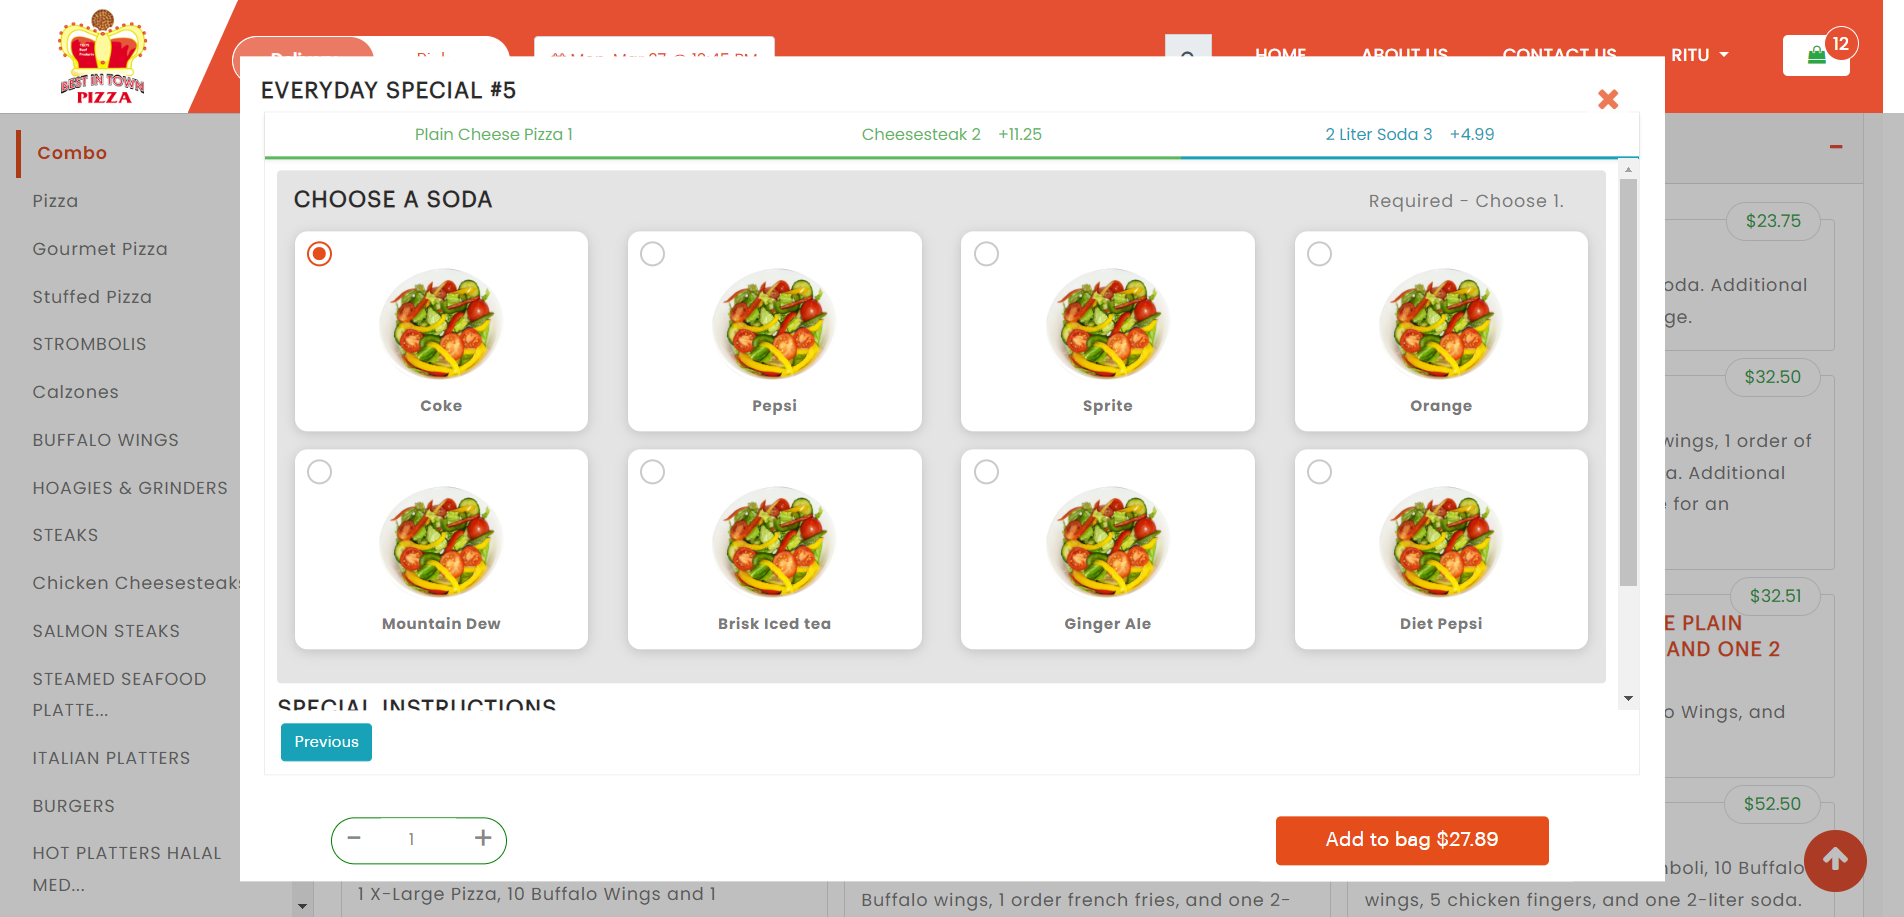 BEST IN TOWN
PIZZA
HOME
ABOUT US
CONTACT US
RITU
12
EVERYDAY SPECIAL #5
Plain Cheese Pizza 1
Cheesesteak 2 +11.25
2 Liter Soda 3 +4.99
CHOOSE A SODA
Required - Choose 1.
Coke
Pepsi
Sprite
Orange
Mountain Dew
Brisk Iced tea
Ginger Ale
Diet Pepsi
SPECIAL INSTRUCTIONS
Previous
1
Add to bag $27.89
Combo
Pizza
Gourmet Pizza
Stuffed Pizza
STROMBOLIS
Calzones
BUFFALO WINGS
HOAGIES & GRINDERS
STEAKS
Chicken Cheesesteaks
SALMON STEAKS
STEAMED SEAFOOD
PLATTE...
ITALIAN PLATTERS
BURGERS
HOT PLATTERS HALAL
MED...
$23.75
oda. Additional
ge.
$32.50
wings, 1 order of
a. Additional
for an
$32.51
E PLAIN
AND ONE 2
o Wings, and
$52.50
1 X-Large Pizza, 10 Buffalo Wings and 1
Buffalo wings, 1 order french fries, and one 2-
nboli, 10 Buffalo
wings, 5 chicken fingers, and one 2-liter soda.